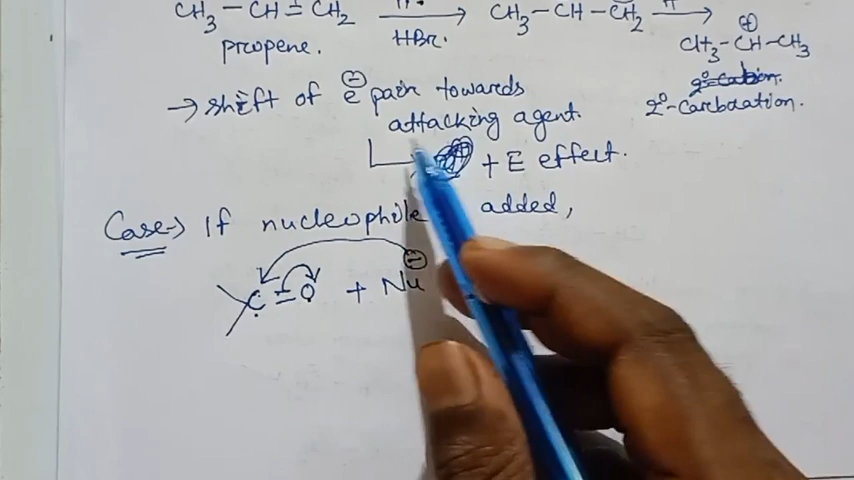 CH3 – CH = CH2 H⁺ HBr. CH3 – CH – CH2 H
propene. CH3 – CH – CH3 ⊕
2°-Carbocation.
→ shift of e⊖ pair towards
attacking agent.
+ E effect.
Case→ If nucleophile added,
C = O + Nu⊖